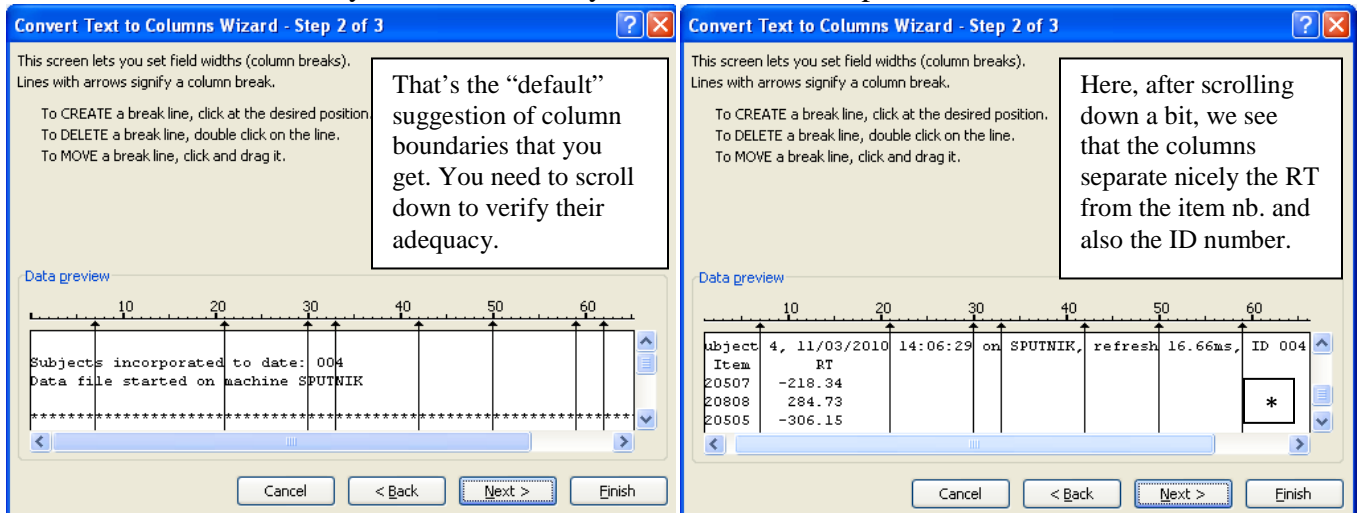 Convert Text to Columns Wizard - Step 2 of 3
This screen lets you set field widths (column breaks).
Lines with arrows signify a column break.
To CREATE a break line, click at the desired position.
To DELETE a break line, double click on the line.
To MOVE a break line, click and drag it.
That's the “default”
suggestion of column
boundaries that you
get. You need to scroll
down to verify their
adequacy.
Data preview
10 20 30 40 50 60
Subjects incorporated to date: 004
Data file started on machine SPUTNIK
**********************************************************************
Cancel
< Back
Next >
Finish
Convert Text to Columns Wizard - Step 2 of 3
This screen lets you set field widths (column breaks).
Lines with arrows signify a column break.
To CREATE a break line, click at the desired position.
To DELETE a break line, double click on the line.
To MOVE a break line, click and drag it.
Here, after scrolling
down a bit, we see
that the columns
separate nicely the RT
from the item nb. and
also the ID number.
Data preview
10 20 30 40 50 60
ubject 4, 11/03/2010 14:06:29 on SPUTNIK, refresh 16.66ms, ID 004
Item RT
20507 -218.34
20808 284.73
20505 -306.15
*
Cancel
< Back
Next >
Finish